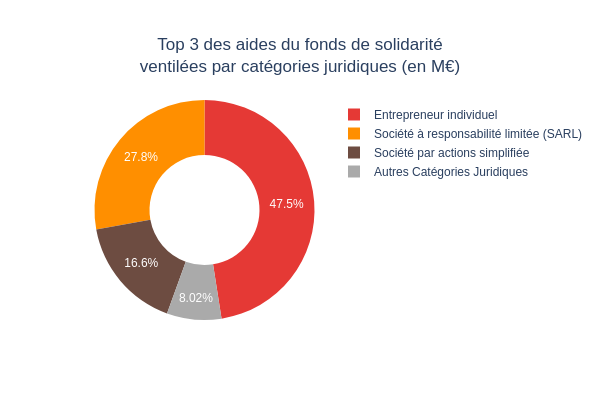 Top 3 des aides du fonds de solidarité
ventilées par catégories juridiques (en M€)
Entrepreneur individuel
Société à responsabilité limitée (SARL)
Société par actions simplifiée
Autres Catégories Juridiques
27.8%
47.5%
16.6%
8.02%